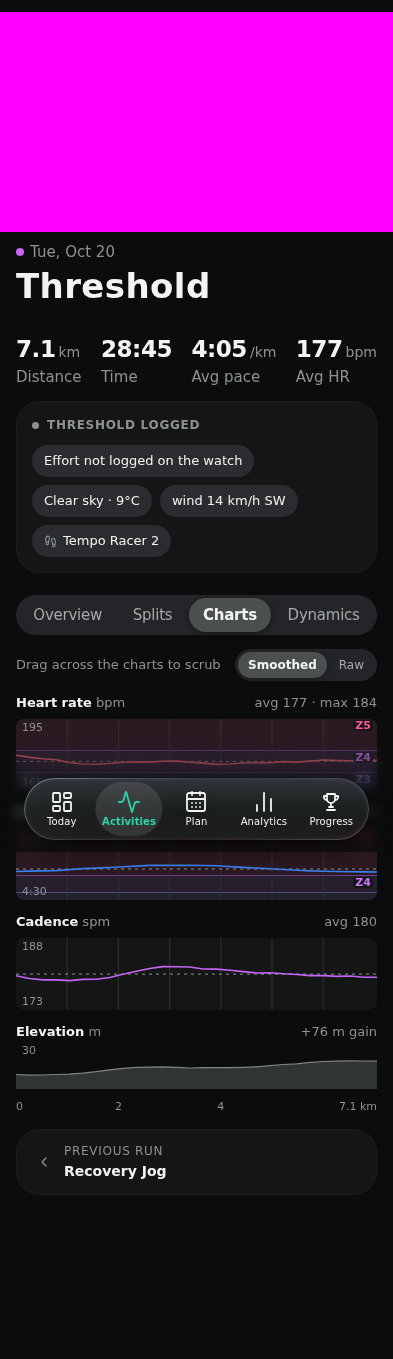 Tue, Oct 20
Threshold
7.1 km 28:45 4:05 /km 177 bpm
Distance Time Avg pace Avg HR
THRESHOLD LOGGED
Effort not logged on the watch
Clear sky · 9°C wind 14 km/h SW
Tempo Racer 2
Overview Splits Charts Dynamics
Drag across the charts to scrub Smoothed Raw
Heart rate bpm avg 177 · max 184
195 Z5
Z4
Z3
Today Activities Plan Analytics Progress
4:30 Z4
Cadence spm avg 180
188
173
Elevation m +76 m gain
30
0 2 4 7.1 km
PREVIOUS RUN
Recovery Jog